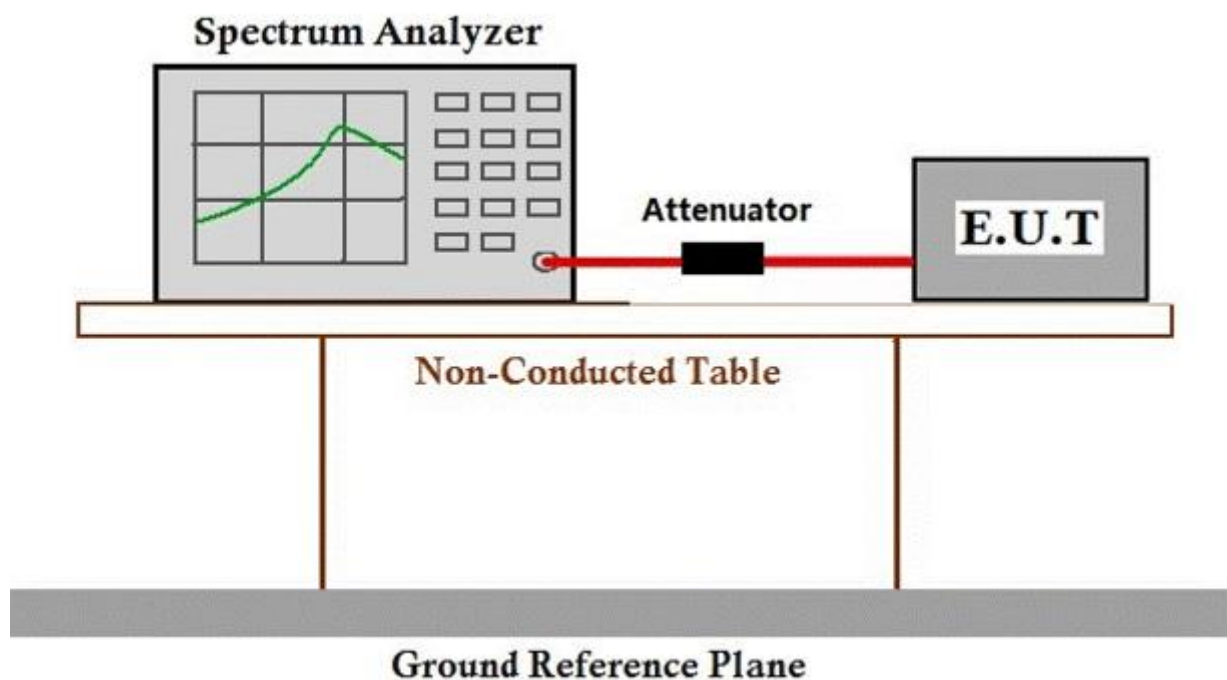 Spectrum Analyzer
Attenuator
E.U.T
Non-Conducted Table
Ground Reference Plane